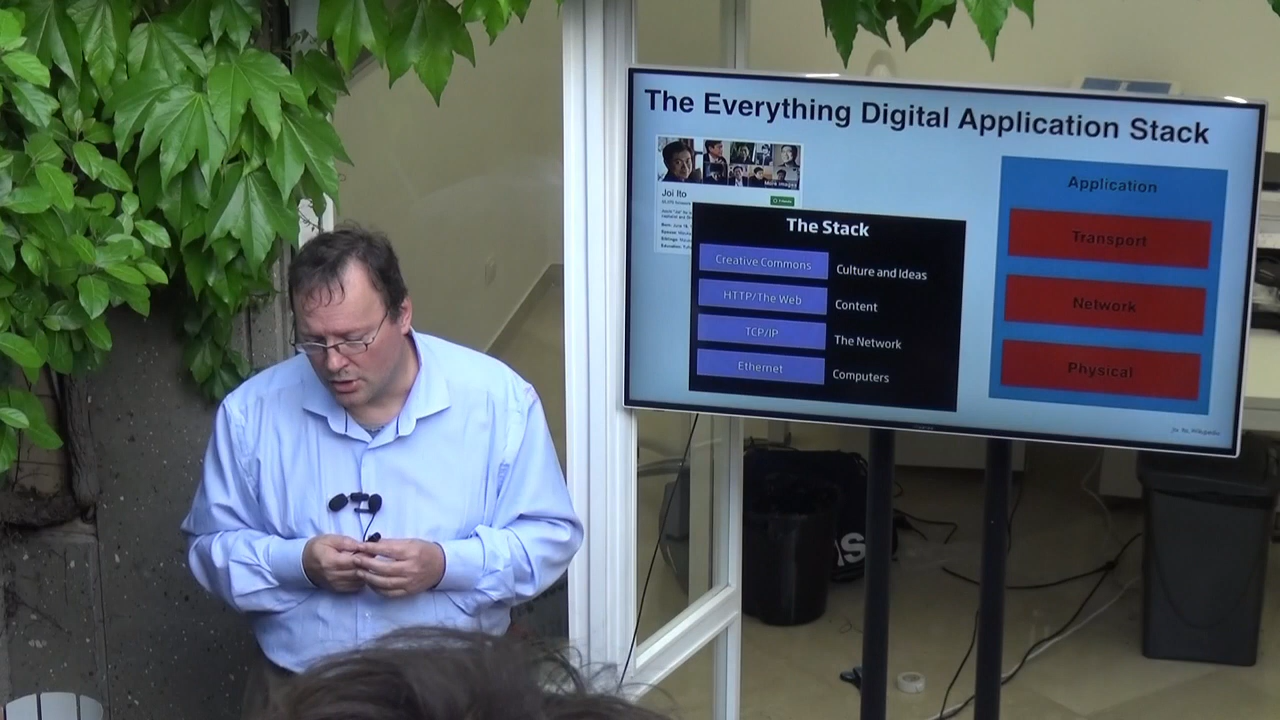 The Everything Digital Application Stack
More images
Joi Ito
The Stack
Creative Commons
Culture and Ideas
HTTP/The Web
Content
TCP/IP
The Network
Ethernet
Computers
Application
Transport
Network
Physical
as